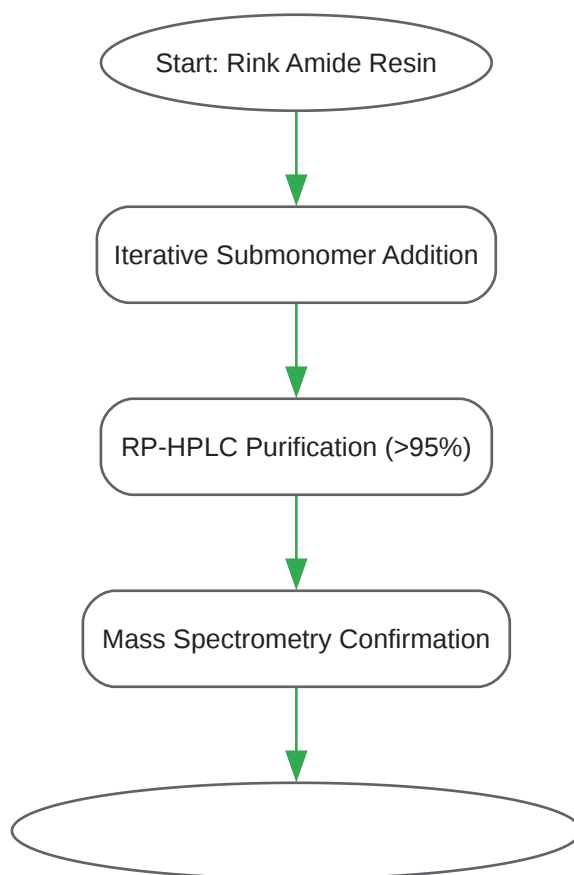 Start: Rink Amide Resin
Iterative Submonomer Addition
RP-HPLC Purification (>95%)
Mass Spectrometry Confirmation